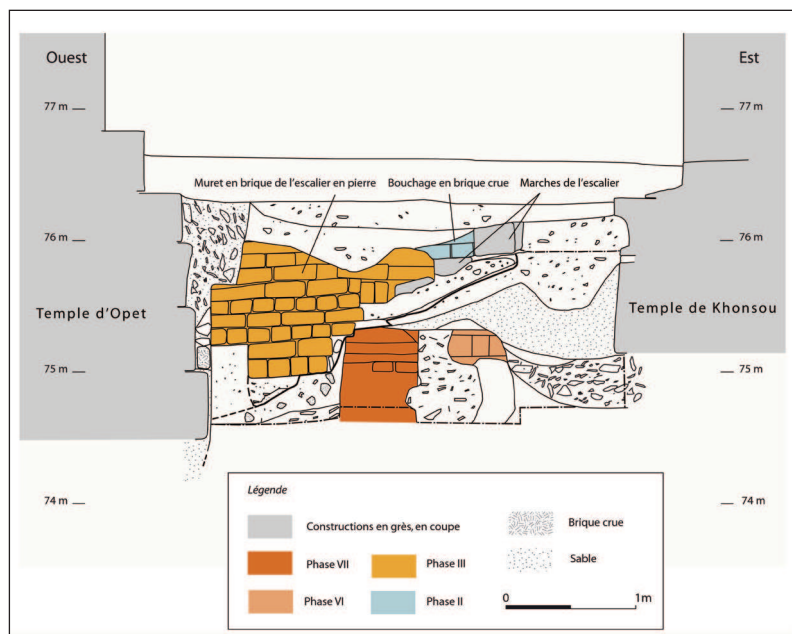 Ouest
Est
77 m
77 m
Muret en brique de l'escalier en pierre
Bouchage en brique crue
Marches de l'escalier
76 m
76 m
Temple d'Opet
Temple de Khonsou
75 m
75 m
74 m
74 m
Légende
Constructions en grès, en coupe
Brique crue
Phase VII
Phase III
Sable
Phase VI
Phase II
0
1m